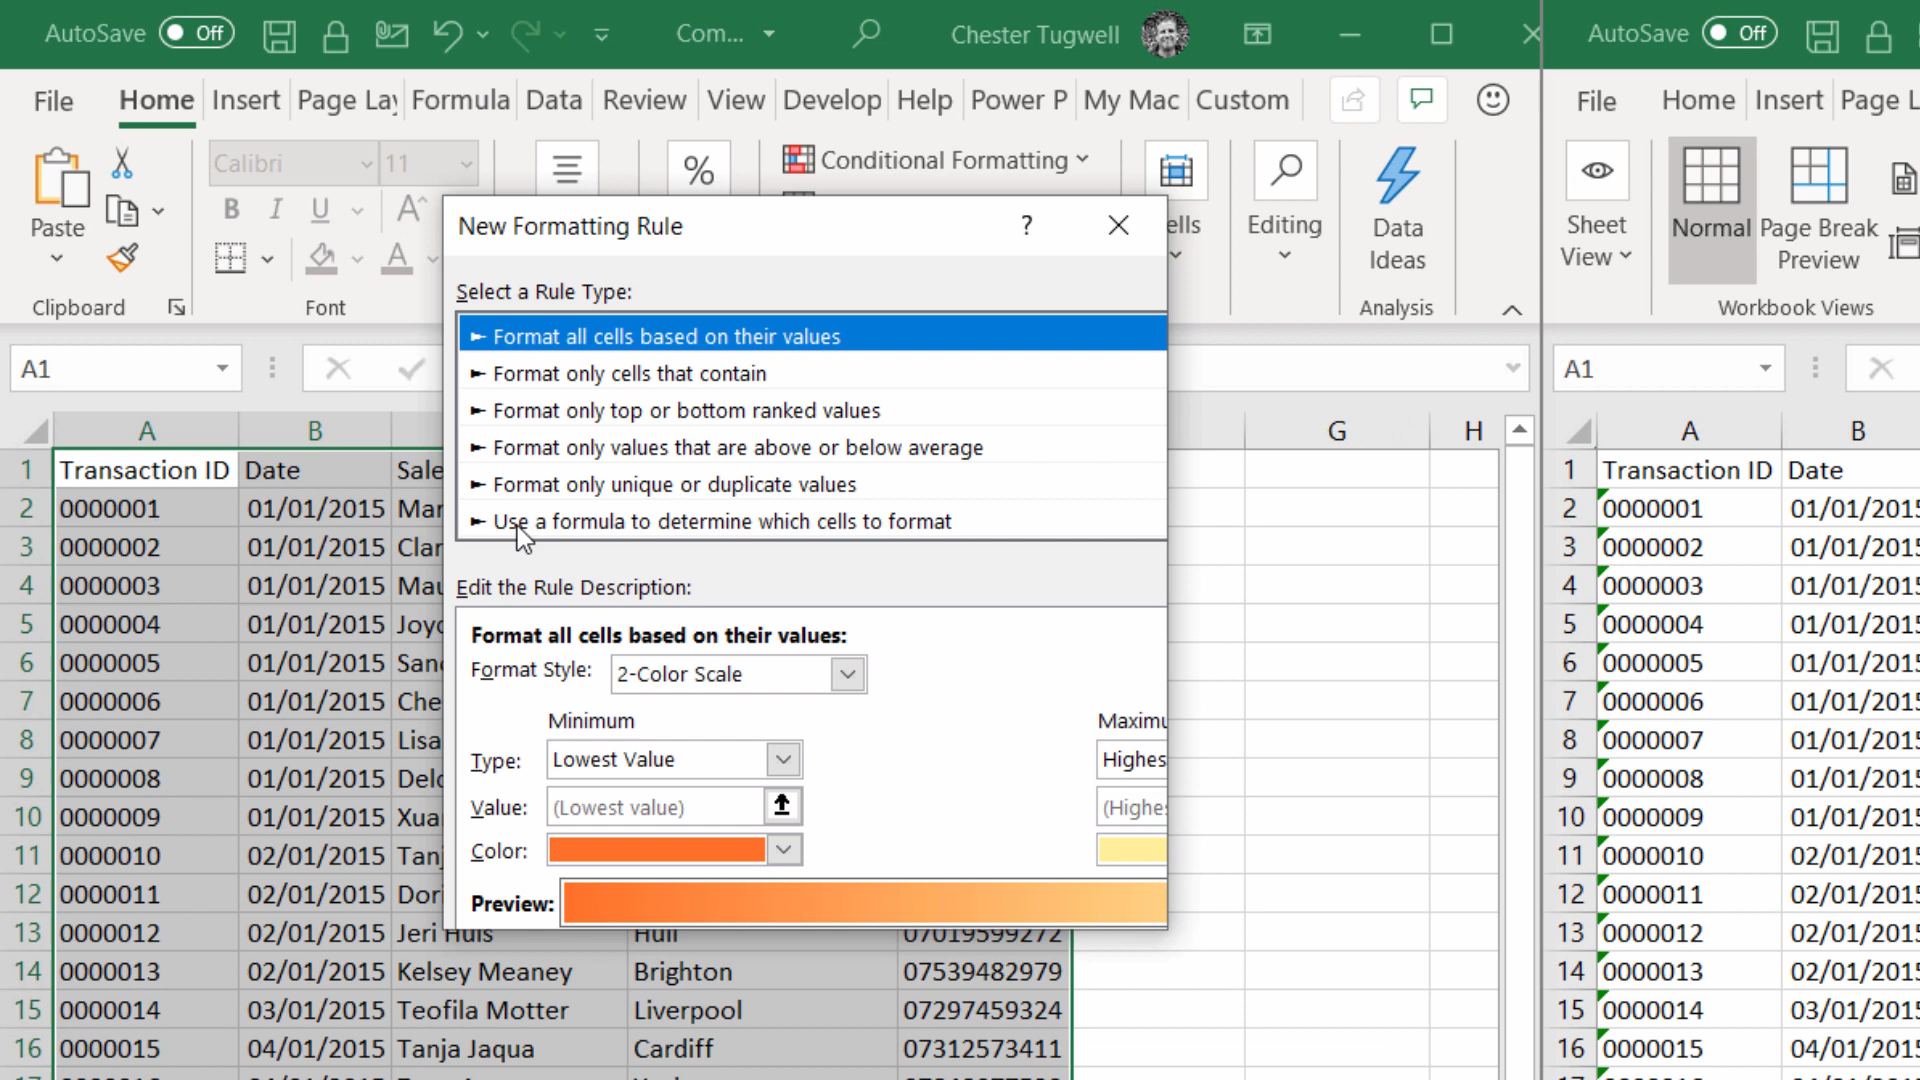 AutoSave Off Com... Chester Tugwell AutoSave Off
File Home Insert Page Lay Formula Data Review View Develop Help Power P My Mac Custom File Home Insert Page L
Calibri 11 % Conditional Formatting
Paste B I U A A ells Editing Data Ideas Sheet View Normal Page Break Preview
Clipboard Font Analysis Workbook Views
New Formatting Rule ?
Select a Rule Type:
► Format all cells based on their values
► Format only cells that contain
► Format only top or bottom ranked values
► Format only values that are above or below average
► Format only unique or duplicate values
► Use a formula to determine which cells to format
Edit the Rule Description:
Format all cells based on their values:
Format Style: 2-Color Scale
Minimum Maximu
Type: Lowest Value Highes
Value: (Lowest value) (Highe
Color:
Preview:
A1 A1
A B G H A B
1 Transaction ID Date Sale 1 Transaction ID Date
2 0000001 01/01/2015 Mar 2 0000001 01/01/2015
3 0000002 01/01/2015 Clar 3 0000002 01/01/2015
4 0000003 01/01/2015 Mau 4 0000003 01/01/2015
5 0000004 01/01/2015 Joyc 5 0000004 01/01/2015
6 0000005 01/01/2015 San 6 0000005 01/01/2015
7 0000006 01/01/2015 Che 7 0000006 01/01/2015
8 0000007 01/01/2015 Lisa 8 0000007 01/01/2015
9 0000008 01/01/2015 Delo 9 0000008 01/01/2015
10 0000009 01/01/2015 Xua 10 0000009 01/01/2015
11 0000010 02/01/2015 Tanj 11 0000010 02/01/2015
12 0000011 02/01/2015 Dori 12 0000011 02/01/2015
13 0000012 02/01/2015 Jeri Huls Hull 07019599272 13 0000012 02/01/2015
14 0000013 02/01/2015 Kelsey Meaney Brighton 07539482979 14 0000013 02/01/2015
15 0000014 03/01/2015 Teofila Motter Liverpool 07297459324 15 0000014 03/01/2015
16 0000015 04/01/2015 Tanja Jaqua Cardiff 07312573411 16 0000015 04/01/2015